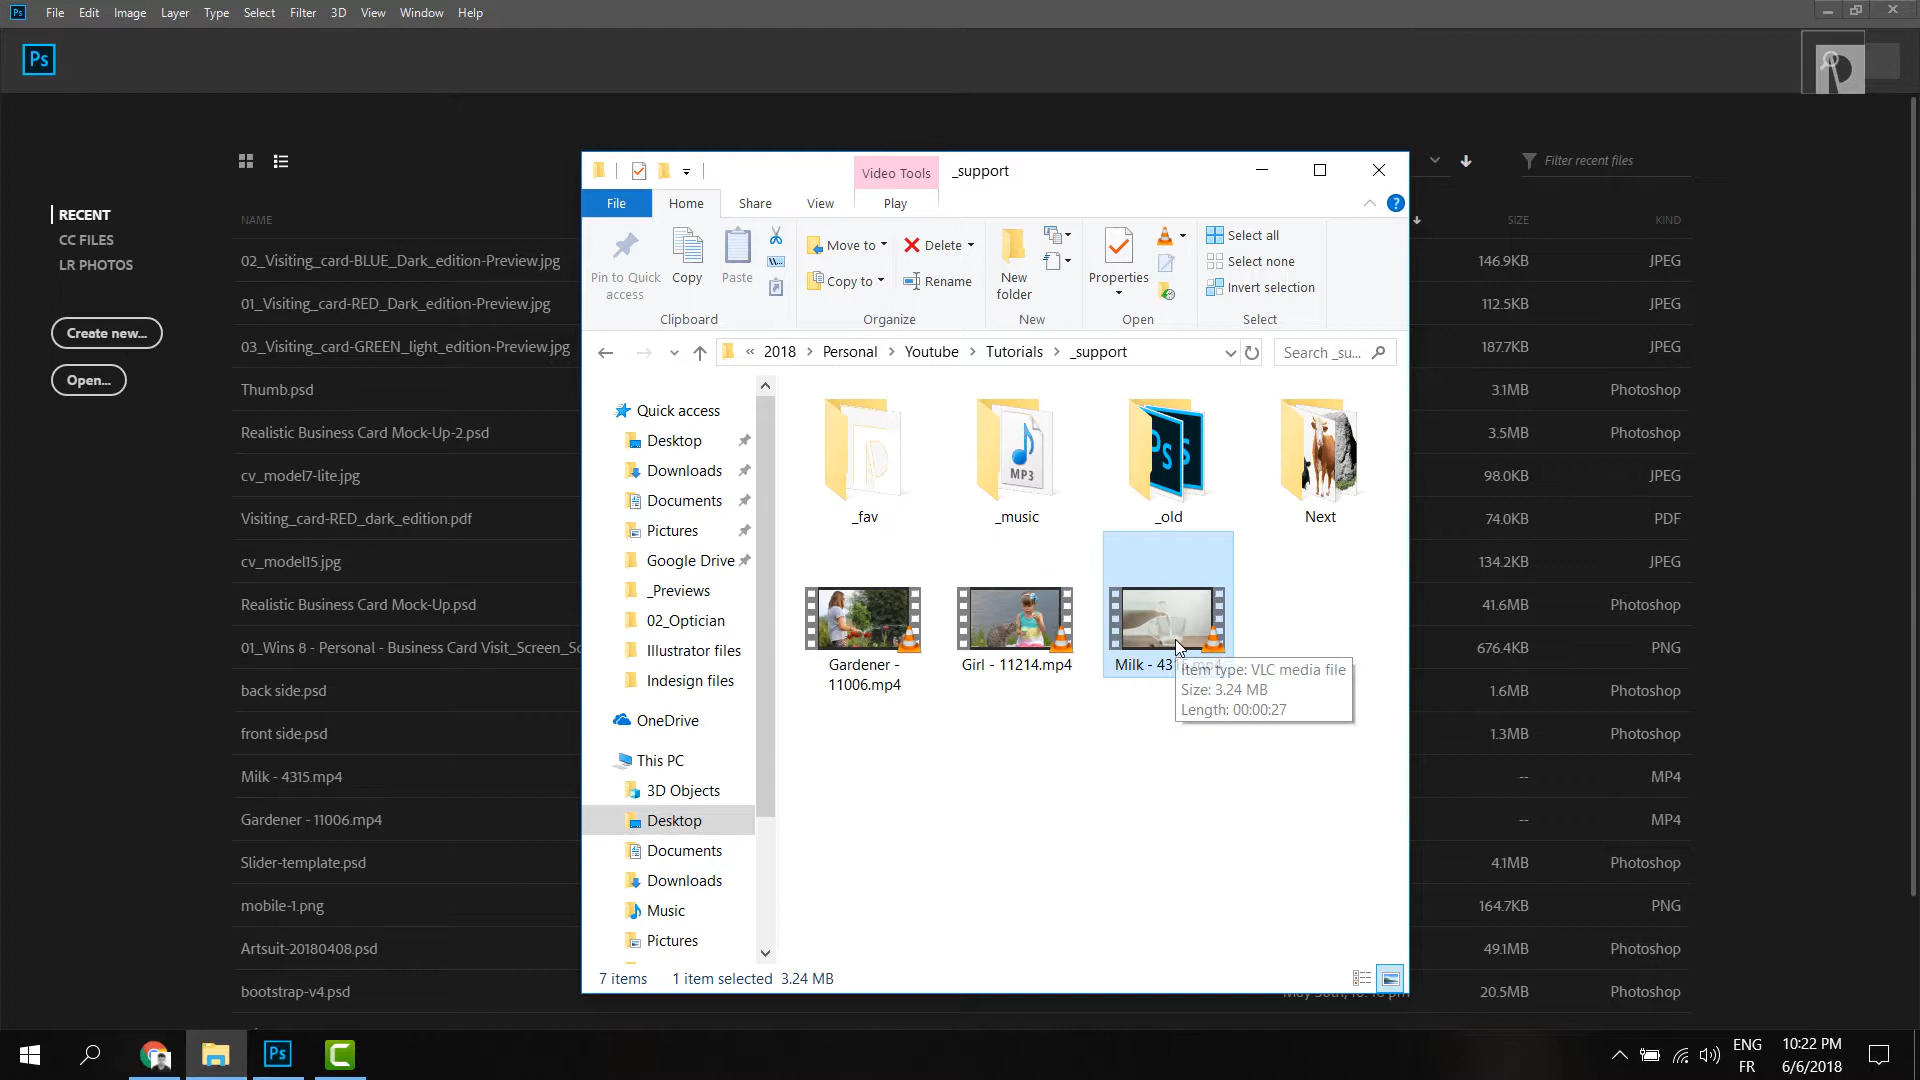 Ps File Edit Image Layer Type Select Filter 3D View Window Help
Ps
Filter recent files
RECENT
CC FILES
LR PHOTOS
Create new...
Open...
NAME SIZE KIND
02_Visiting_card-BLUE_Dark_edition-Preview.jpg 146.9KB JPEG
01_Visiting_card-RED_Dark_edition-Preview.jpg 112.5KB JPEG
03_Visiting_card-GREEN_light_edition-Preview.jpg 187.7KB JPEG
Thumb.psd 3.1MB Photoshop
Realistic Business Card Mock-Up-2.psd 3.5MB Photoshop
cv_model7-lite.jpg 98.0KB JPEG
Visiting_card-RED_dark_edition.pdf 74.0KB PDF
cv_model15.jpg 134.2KB JPEG
Realistic Business Card Mock-Up.psd 41.6MB Photoshop
01_Wins 8 - Personal - Business Card Visit_Screen_Sc 676.4KB PNG
back side.psd 1.6MB Photoshop
front side.psd 1.3MB Photoshop
Milk - 4315.mp4 -- MP4
Gardener - 11006.mp4 -- MP4
Slider-template.psd 4.1MB Photoshop
mobile-1.png 164.7KB PNG
Artsuit-20180408.psd 49.1MB Photoshop
bootstrap-v4.psd 20.5MB Photoshop
Video Tools _support
File Home Share View Play
Pin to Quick access
Copy
Paste
Clipboard
Move to
Copy to
Delete
Rename
Organize
New folder
New
Properties
Open
Select all
Select none
Invert selection
Select
« 2018 > Personal > Youtube > Tutorials > _support
Search _su...
Quick access
Desktop
Downloads
Documents
Pictures
Google Drive
_Previews
02_Optician
Illustrator files
Indesign files
OneDrive
This PC
3D Objects
Desktop
Documents
Downloads
Music
Pictures
MP3
Ps
_fav _music _old Next
Gardener - 11006.mp4
Girl - 11214.mp4
Milk - 431
Item type: VLC media file
Size: 3.24 MB
Length: 00:00:27
7 items 1 item selected 3.24 MB
Ps
ENG
FR
10:22 PM
6/6/2018